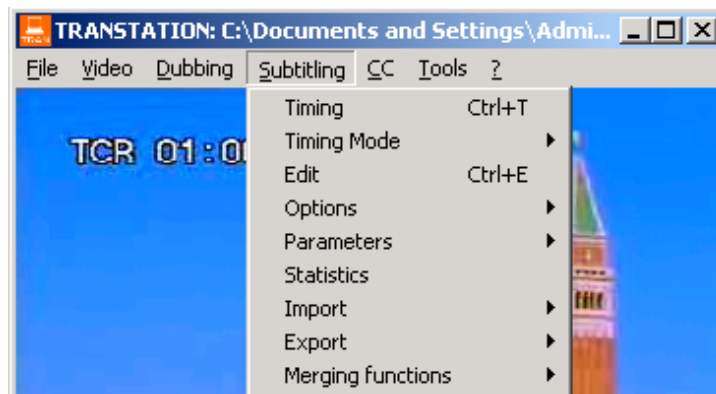 TRANSTATION: C:\Documents and Settings\Admi...
File Video Dubbing Subtitling CC Tools ?
Timing Ctrl+T
TCR 01:0
Timing Mode
Edit Ctrl+E
Options
Parameters
Statistics
Import
Export
Merging functions